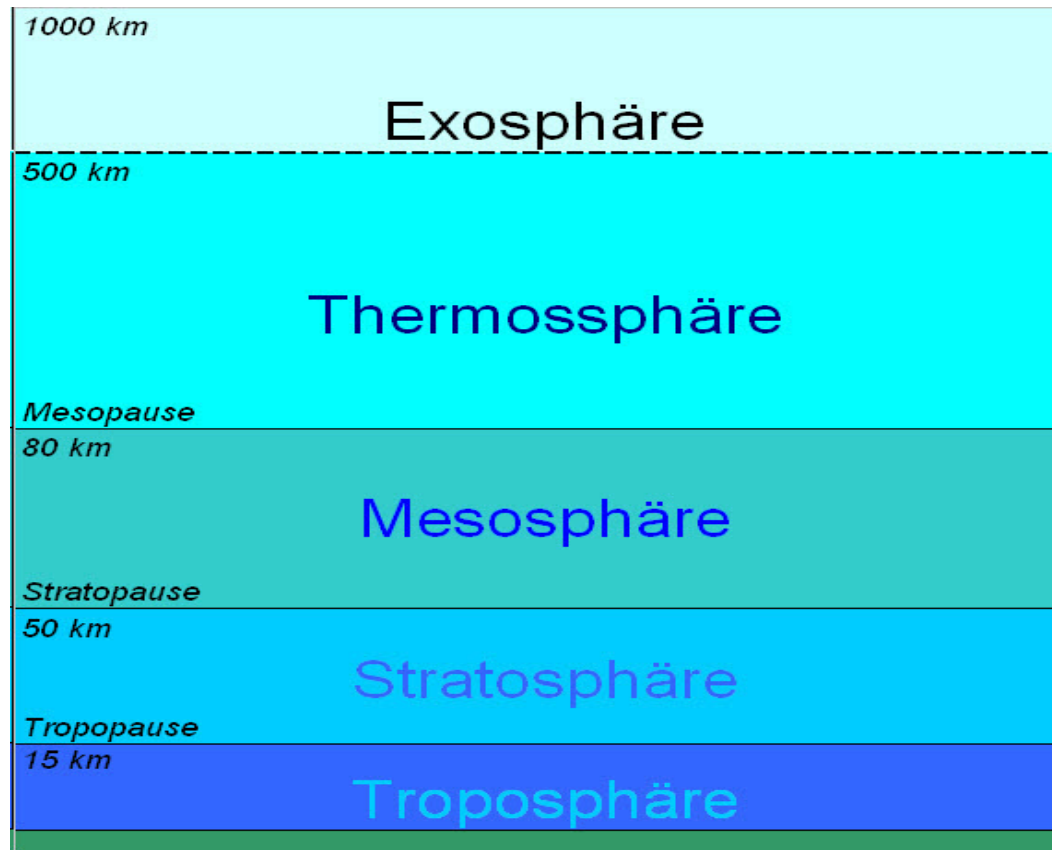 1000 km
Exosphäre
500 km
Thermossphäre
Mesopause
80 km
Mesosphäre
Stratopause
50 km
Stratosphäre
Tropopause
15 km
Troposphäre